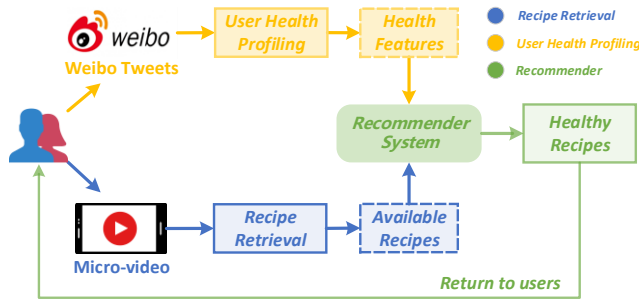 weibo
Weibo Tweets
User Health
Profiling
Health
Features
Recipe Retrieval
User Health Profiling
Recommender
Recommender
System
Healthy
Recipes
Micro-video
Recipe
Retrieval
Available
Recipes
Return to users